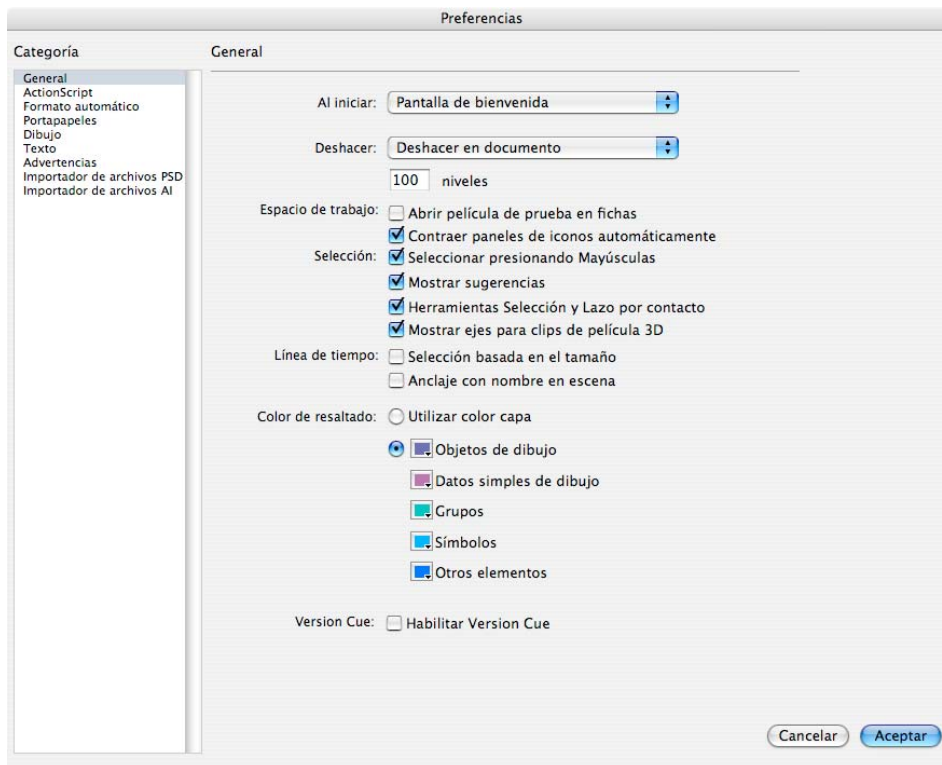 Preferencias
Categoría
General
ActionScript
Formato automático
Portapapeles
Dibujo
Texto
Advertencias
Importador de archivos PSD
Importador de archivos AI
General
Al iniciar: Pantalla de bienvenida
Deshacer: Deshacer en documento
100 niveles
Espacio de trabajo: Abrir película de prueba en fichas
Contraer paneles de iconos automáticamente
Selección: Seleccionar presionando Mayúsculas
Mostrar sugerencias
Herramientas Selección y Lazo por contacto
Mostrar ejes para clips de película 3D
Línea de tiempo: Selección basada en el tamaño
Anclaje con nombre en escena
Color de resaltado: Utilizar color capa
Objetos de dibujo
Datos simples de dibujo
Grupos
Símbolos
Otros elementos
Version Cue: Habilitar Version Cue
Cancelar Aceptar